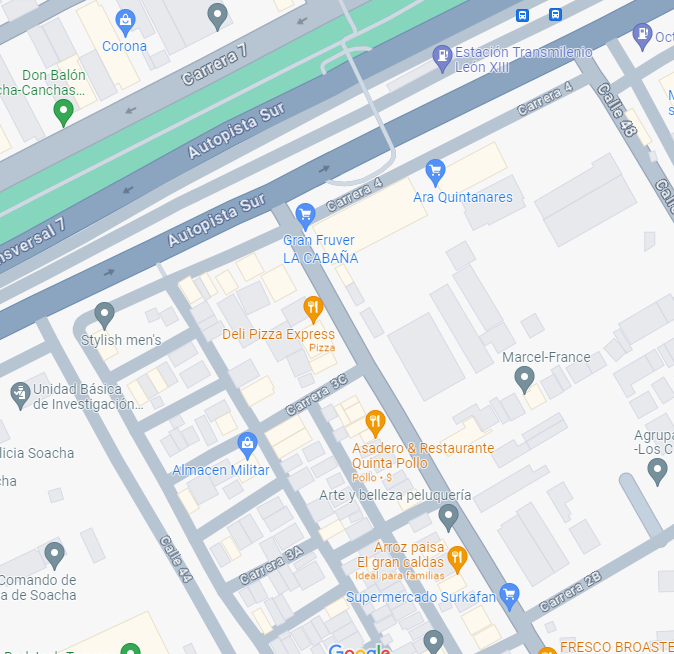 Corona
Carrera 7
Estación Transmilenio
León XIII
Oct
Don Balón
cha-Canchas...
Autopista Sur
Carrera 4
Calle 48
Carrera 4
Ara Quintanares
Autopista Sur
nsversal 7
Gran Fruver
LA CABAÑA
Stylish men's
Deli Pizza Express
Pizza
Marcel-France
Unidad Básica
de Investigación...
Carrera 3C
Asadero & Restaurante
Quinta Pollo
Pollo • $
licia Soacha
Almacen Militar
Agrupa
-Los C
cha
Arte y belleza peluquería
Arroz paisa
El gran caldas
Ideal para familias
Calle 44
Carrera 3A
Comando de
a de Soacha
Supermercado Surkafan
Carrera 2B
Google
FRESCO BROASTE